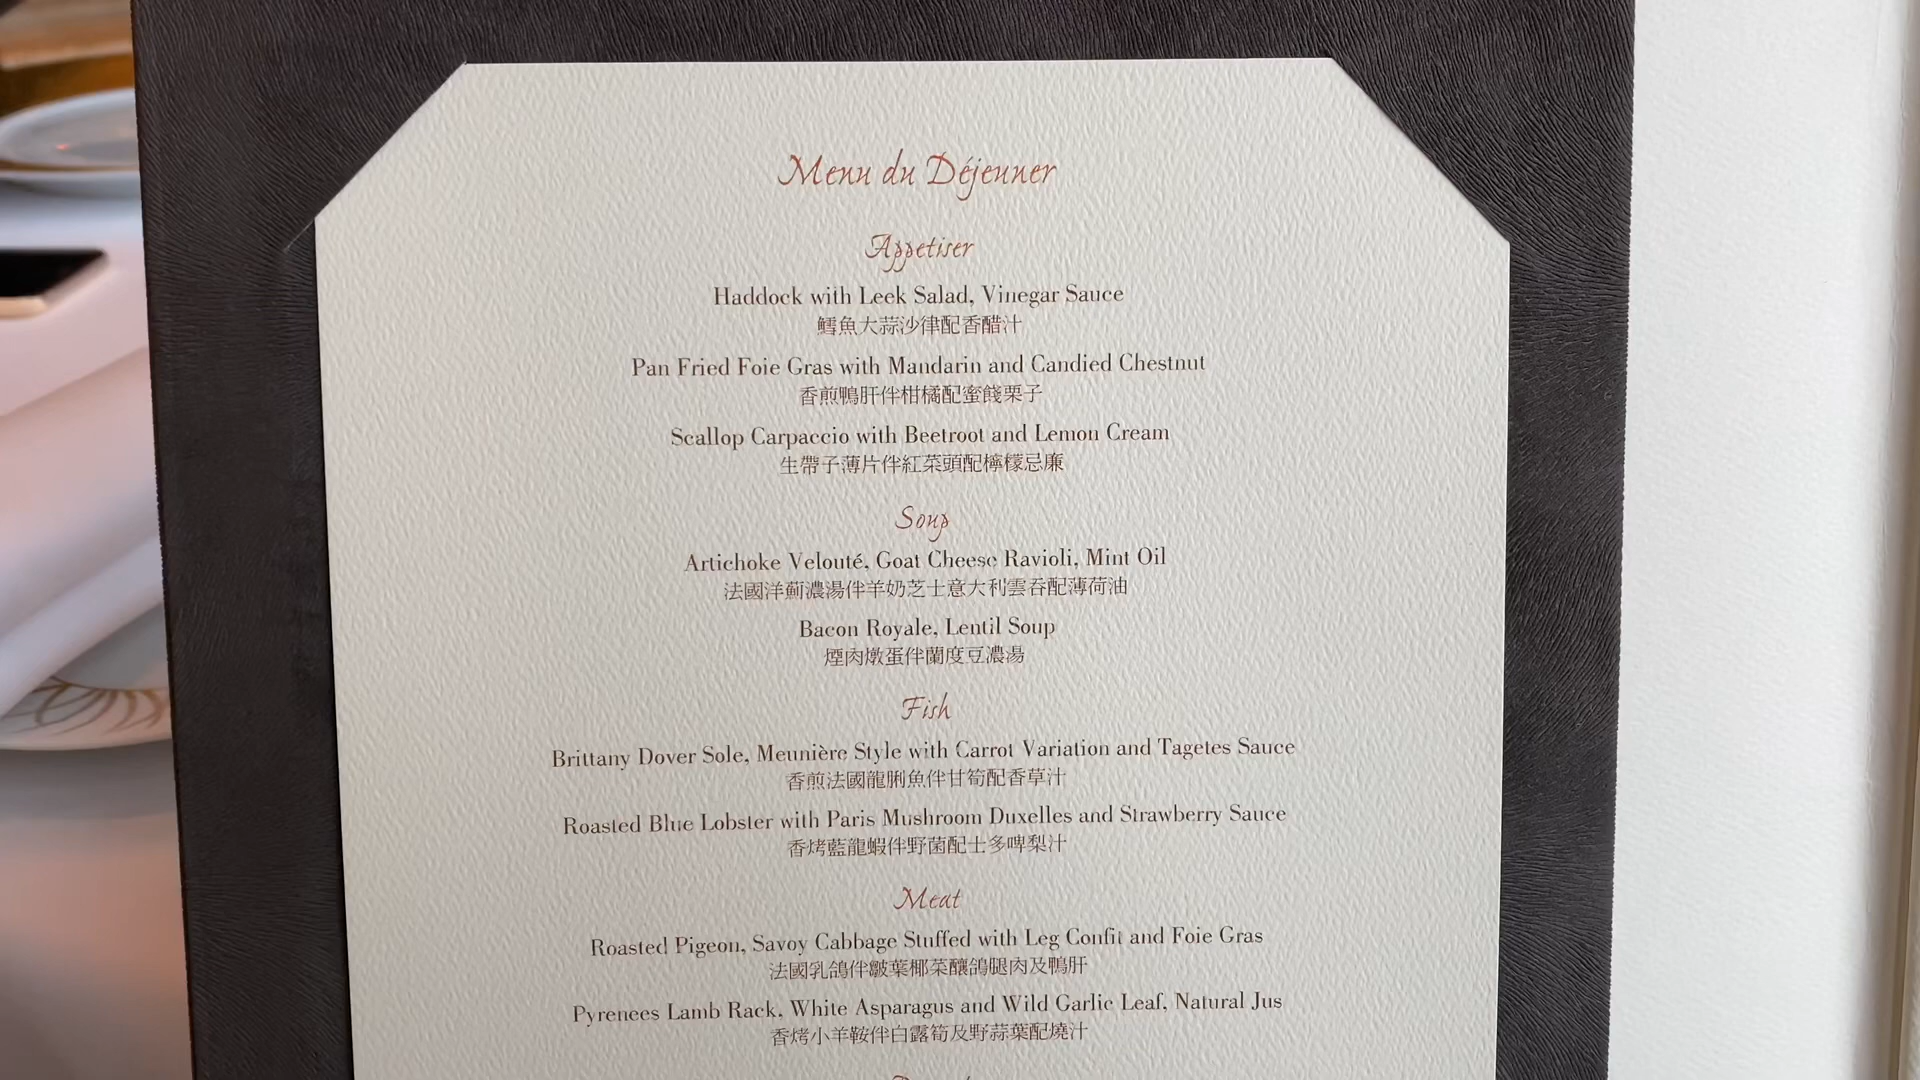 Menu du Déjeuner
Appetiser
Haddock with Leek Salad, Vinegar Sauce
鱈魚大蒜沙律配香醋汁
Pan Fried Foie Gras with Mandarin and Candied Chestnut
香煎鴨肝伴柑橘配蜜餞栗子
Scallop Carpaccio with Beetroot and Lemon Cream
生帶子薄片伴紅菜頭配檸檬忌廉
Soup
Artichoke Velouté, Goat Cheese Ravioli, Mint Oil
法國洋薊濃湯伴羊奶芝士意大利雲吞配薄荷油
Bacon Royale, Lentil Soup
煙肉燉蛋伴蘭度豆濃湯
Fish
Brittany Dover Sole, Meunière Style with Carrot Variation and Tagetes Sauce
香煎法國龍脷魚伴甘筍配香草汁
Roasted Blue Lobster with Paris Mushroom Duxelles and Strawberry Sauce
香烤藍龍蝦伴野菌配士多啤梨汁
Meat
Roasted Pigeon, Savoy Cabbage Stuffed with Leg Confit and Foie Gras
法國乳鴿伴皺葉椰菜釀鴿腿肉及鴨肝
Pyrenees Lamb Rack, White Asparagus and Wild Garlic Leaf, Natural Jus
香烤小羊鞍伴白露筍及野蒜葉配燒汁